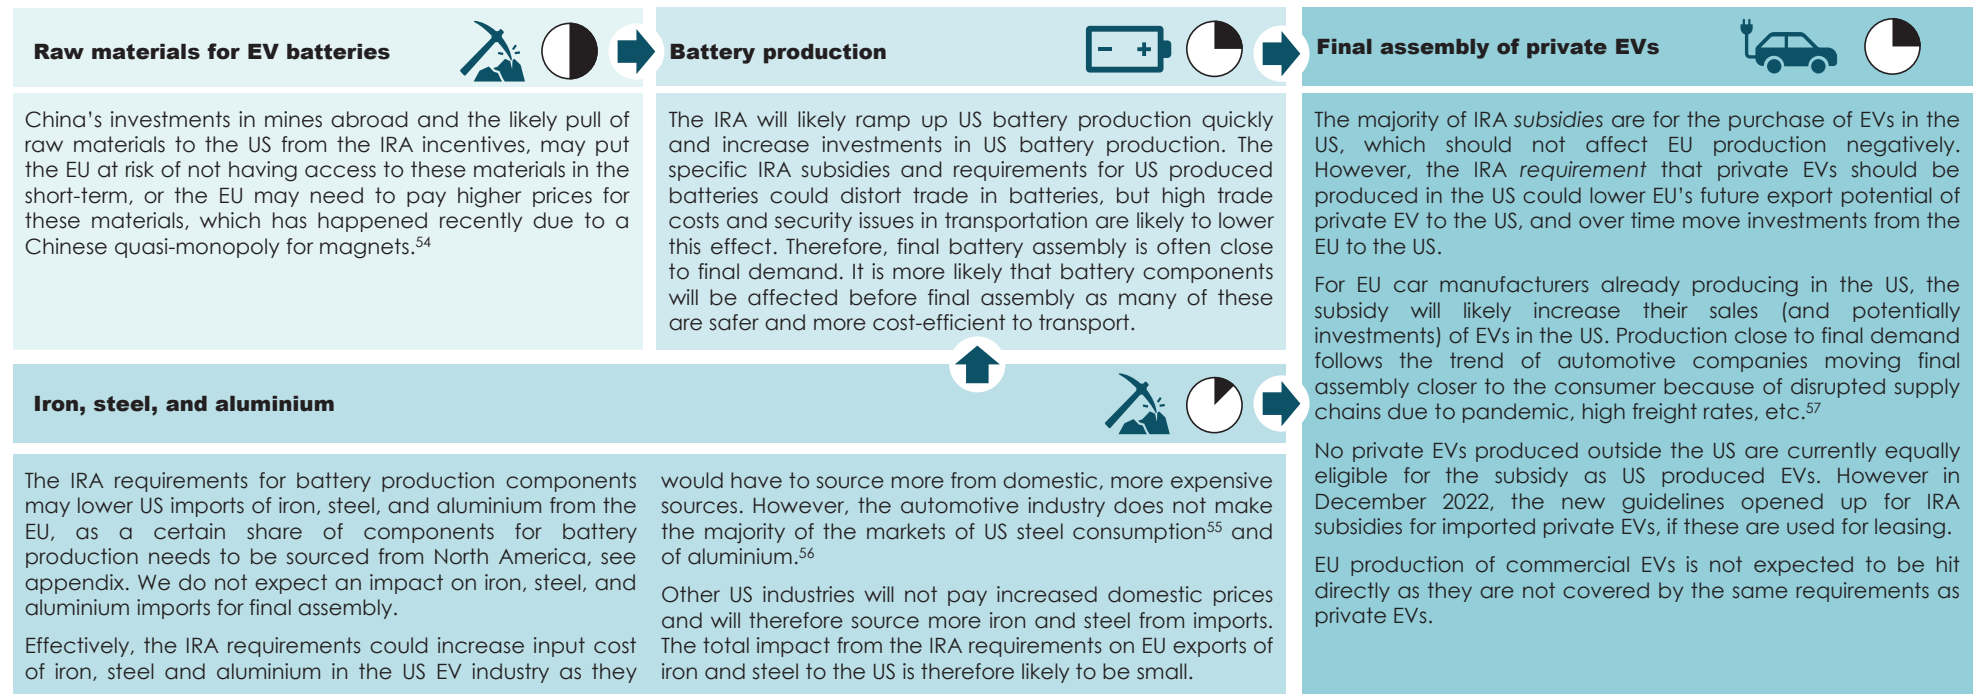 Raw materials for EV batteries
China's investments in mines abroad and the likely pull of
raw materials to the US from the IRA incentives, may put
the EU at risk of not having access to these materials in the
short-term, or the EU may need to pay higher prices for
these materials, which has happened recently due to a
Chinese quasi-monopoly for magnets.54
Battery production
The IRA will likely ramp up US battery production quickly
and increase investments in US battery production. The
specific IRA subsidies and requirements for US produced
batteries could distort trade in batteries, but high trade
costs and security issues in transportation are likely to lower
this effect. Therefore, final battery assembly is often close
to final demand. It is more likely that battery components
will be affected before final assembly as many of these
are safer and more cost-efficient to transport.
Iron, steel, and aluminium
The IRA requirements for battery production components
may lower US imports of iron, steel, and aluminium from the
EU, as a certain share of components for battery
production needs to be sourced from North America, see
appendix. We do not expect an impact on iron, steel, and
aluminium imports for final assembly.
Effectively, the IRA requirements could increase input cost
of iron, steel and aluminium in the US EV industry as they
would have to source more from domestic, more expensive
sources. However, the automotive industry does not make
the majority of the markets of US steel consumption55 and
of aluminium.56
Other US industries will not pay increased domestic prices
and will therefore source more iron and steel from imports.
The total impact from the IRA requirements on EU exports of
iron and steel to the US is therefore likely to be small.
Final assembly of private EVs
The majority of IRA subsidies are for the purchase of EVs in the
US, which should not affect EU production negatively.
However, the IRA requirement that private EVs should be
produced in the US could lower EU's future export potential of
private EV to the US, and over time move investments from the
EU to the US.
For EU car manufacturers already producing in the US, the
subsidy will likely increase their sales (and potentially
investments) of EVs in the US. Production close to final demand
follows the trend of automotive companies moving final
assembly closer to the consumer because of disrupted supply
chains due to pandemic, high freight rates, etc.57
No private EVs produced outside the US are currently equally
eligible for the subsidy as US produced EVs. However in
December 2022, the new guidelines opened up for IRA
subsidies for imported private EVs, if these are used for leasing.
EU production of commercial EVs is not expected to be hit
directly as they are not covered by the same requirements as
private EVs.